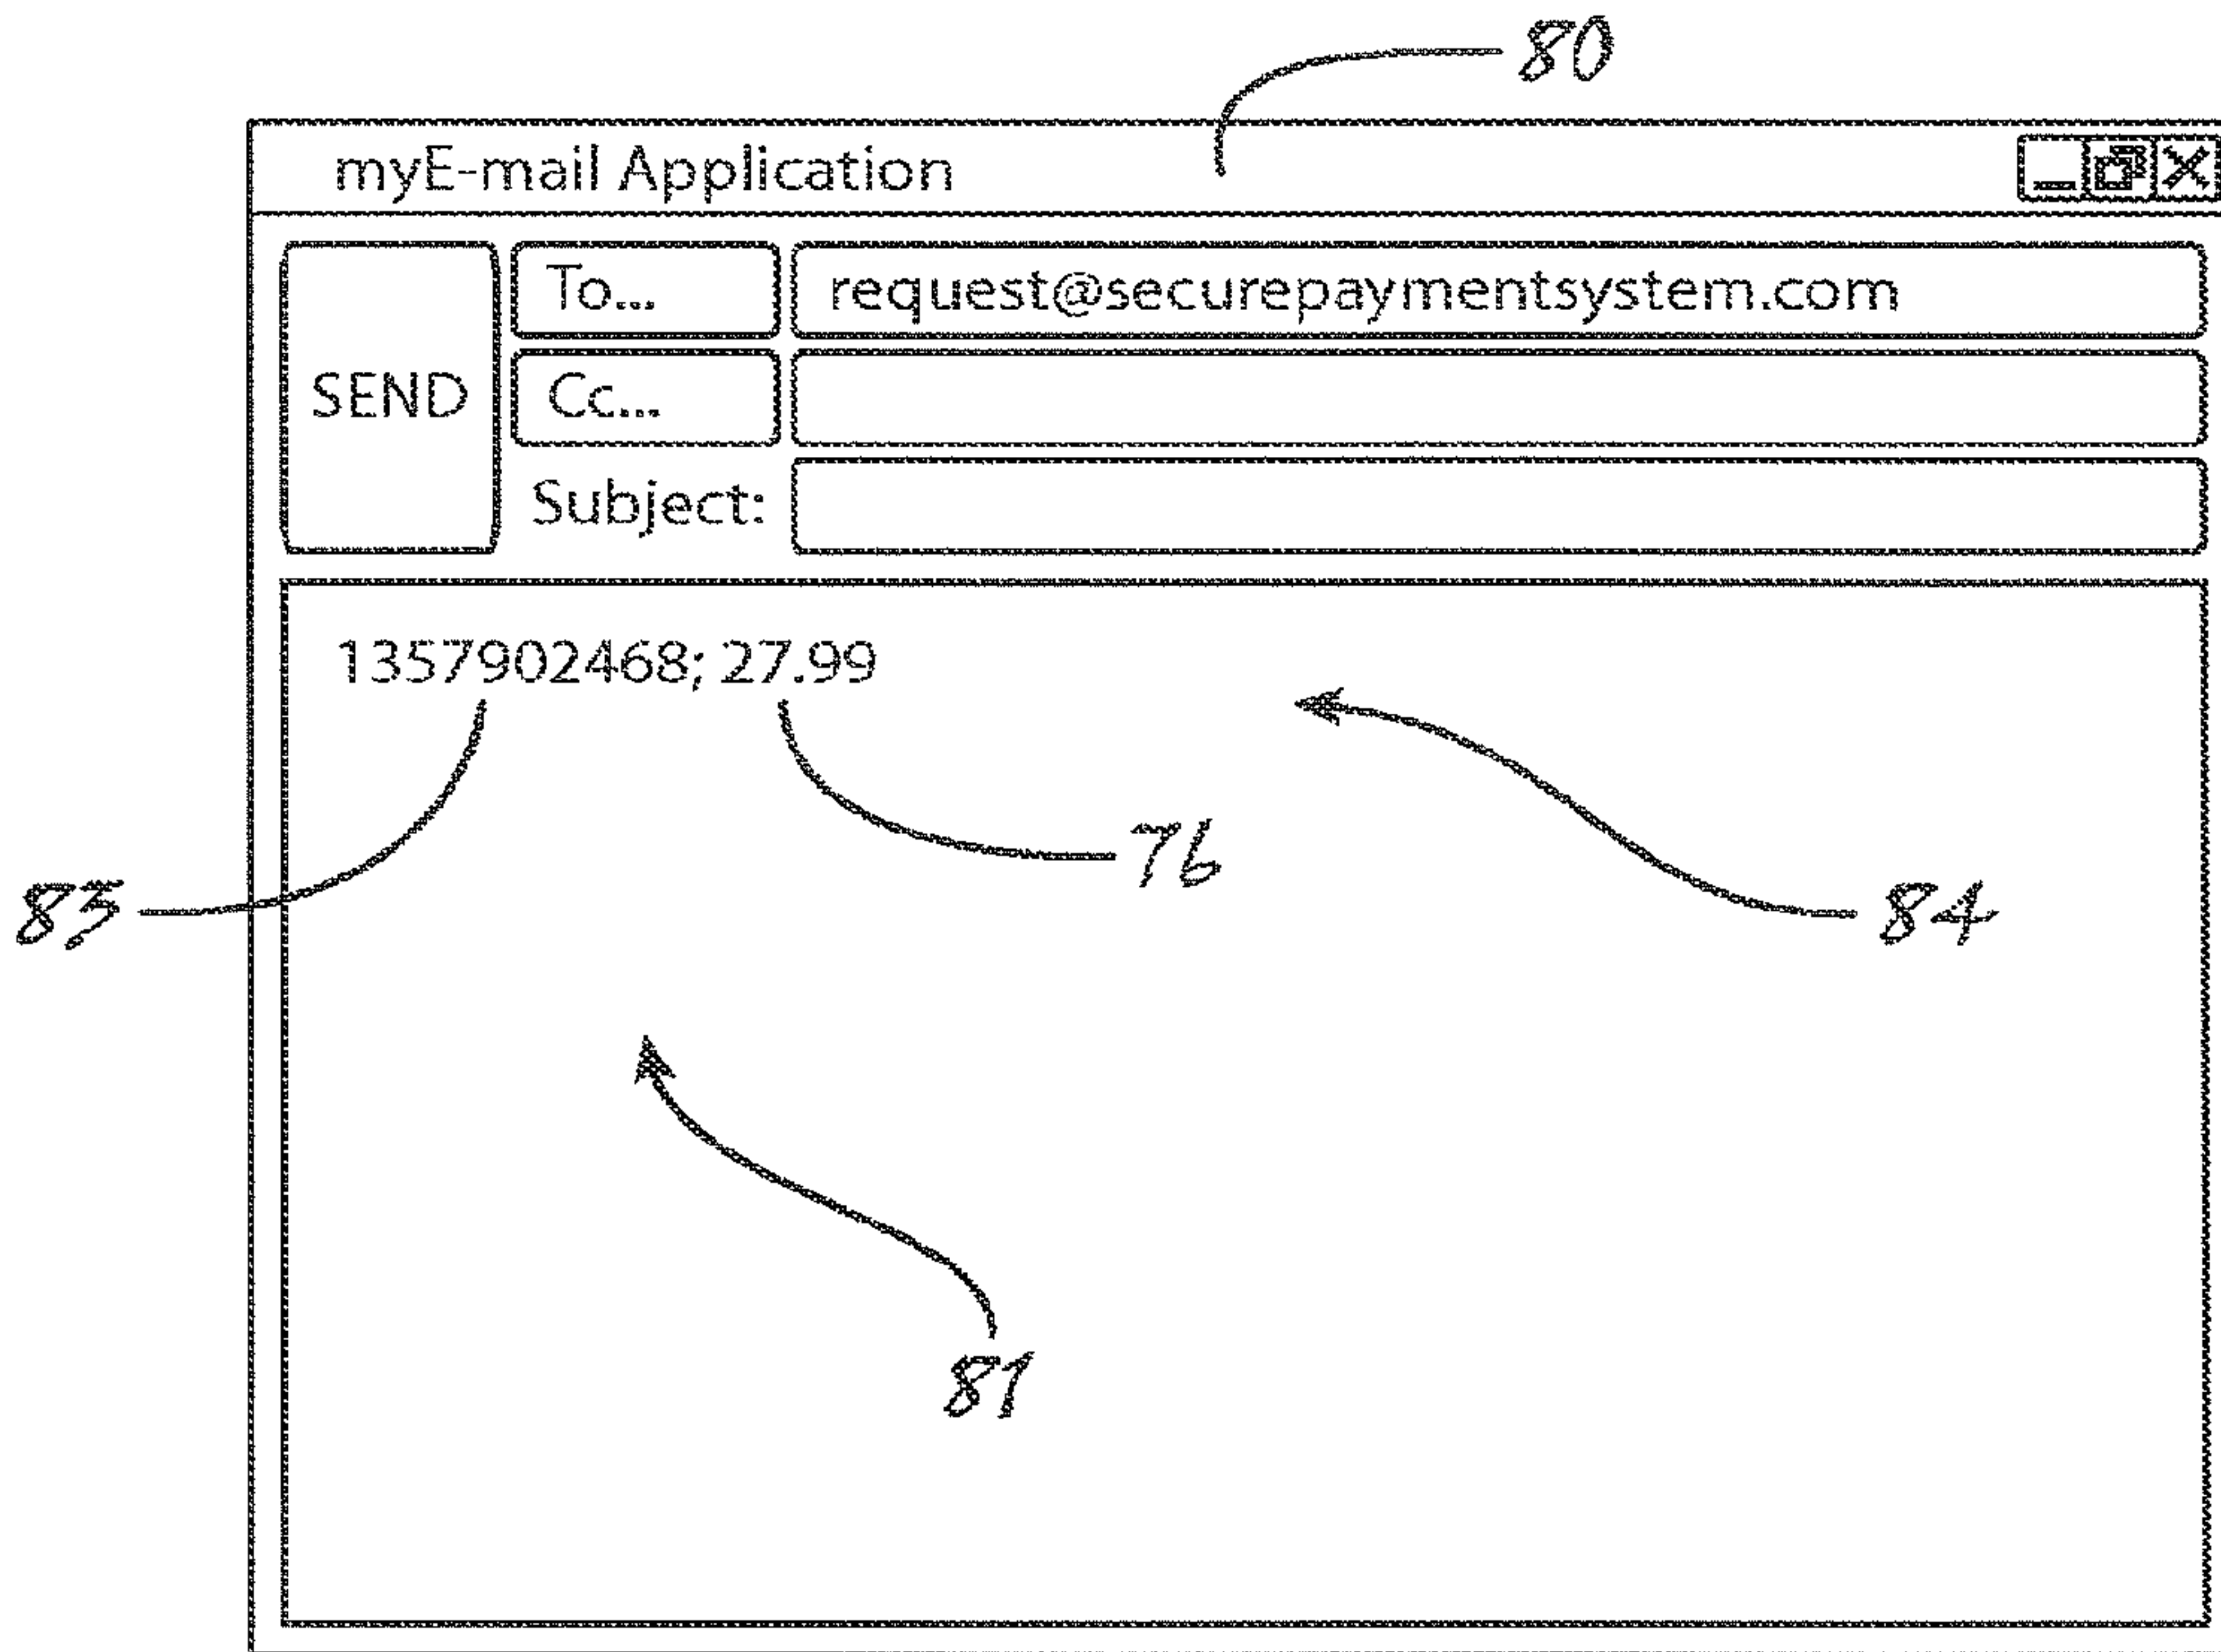 80
myE-mail Application
To... request@securepaymentsystem.com
SEND Cc...
Subject:
1357902468; 27.99
76
83 84
81